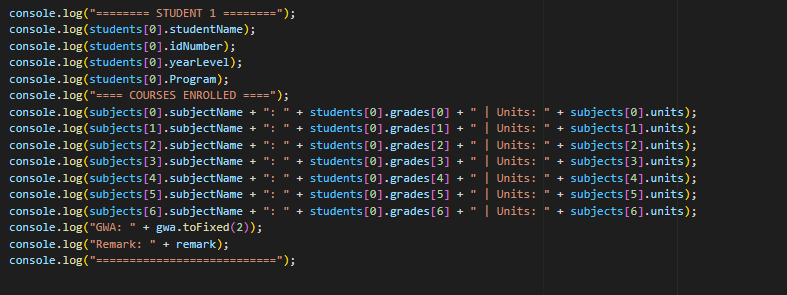 console.log("======== STUDENT 1 ========");
console.log(students[0].studentName);
console.log(students[0].idNumber);
console.log(students[0].yearLevel);
console.log(students[0].Program);
console.log("==== COURSES ENROLLED ====");
console.log(subjects[0].subjectName + ": " + students[0].grades[0] + " | Units: " + subjects[0].units);
console.log(subjects[1].subjectName + ": " + students[0].grades[1] + " | Units: " + subjects[1].units);
console.log(subjects[2].subjectName + ": " + students[0].grades[2] + " | Units: " + subjects[2].units);
console.log(subjects[3].subjectName + ": " + students[0].grades[3] + " | Units: " + subjects[3].units);
console.log(subjects[4].subjectName + ": " + students[0].grades[4] + " | Units: " + subjects[4].units);
console.log(subjects[5].subjectName + ": " + students[0].grades[5] + " | Units: " + subjects[5].units);
console.log(subjects[6].subjectName + ": " + students[0].grades[6] + " | Units: " + subjects[6].units);
console.log("GWA: " + gwa.toFixed(2));
console.log("Remark: " + remark);
console.log("===========================");